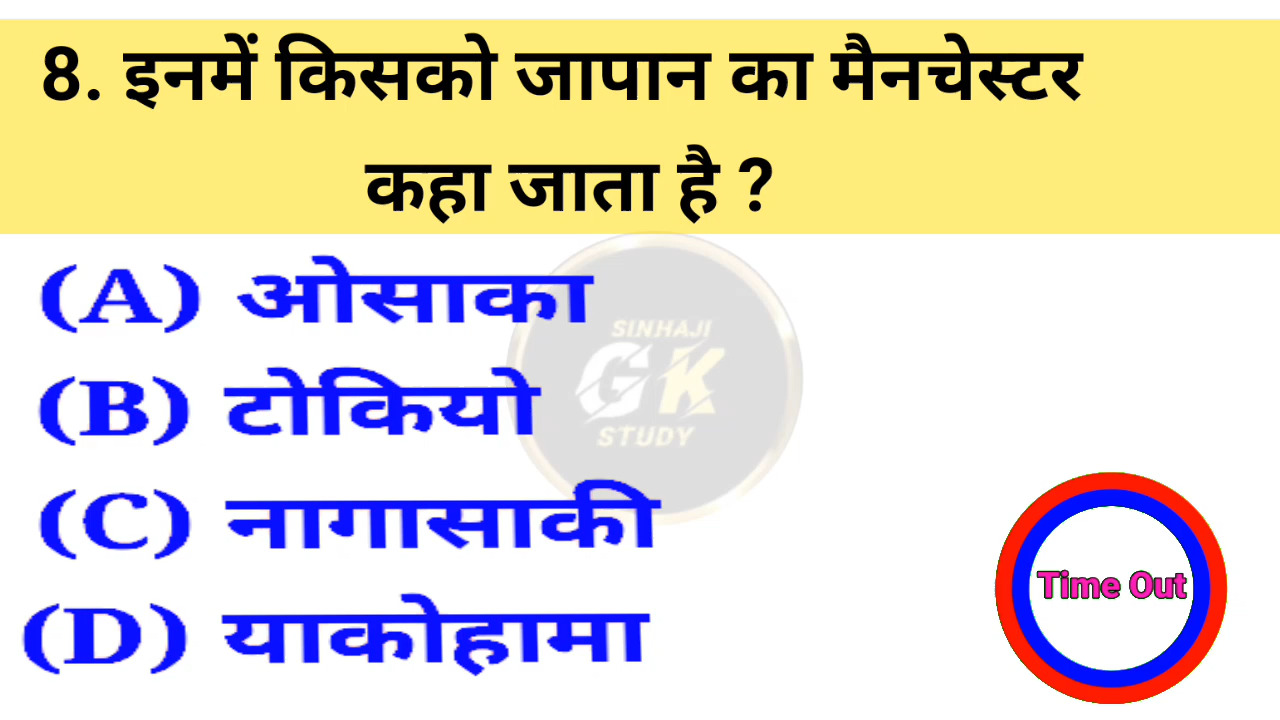 8. इनमें किसको जापान का मैनचेस्टर
कहा जाता है ?
(A) ओसाका
(B) टोकियो
(C) नागासाकी
(D) याकोहामा
SINHAJI
GK
STUDY
Time Out